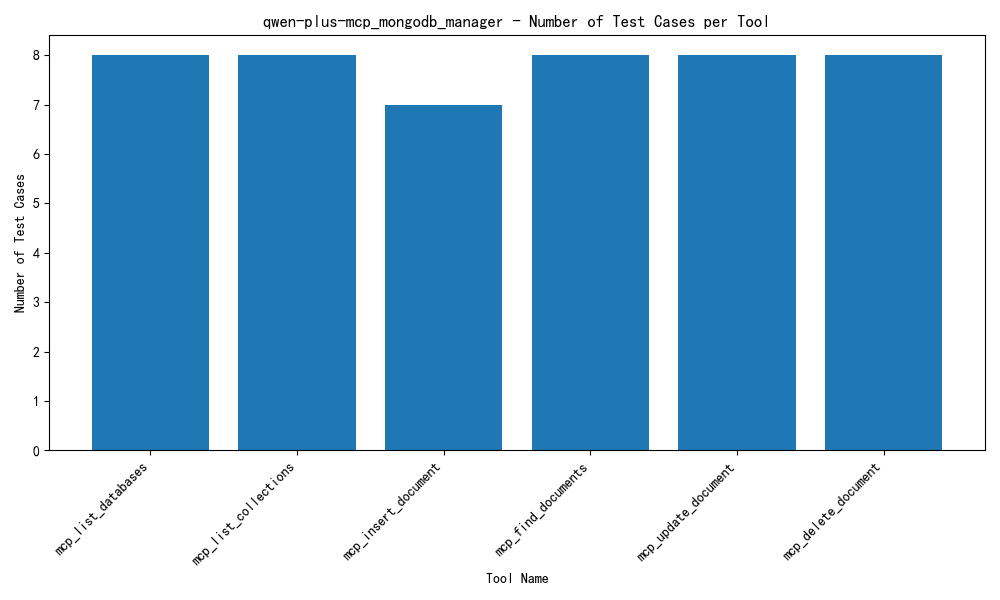 qwen-plus-mcp_mongodb_manager - Number of Test Cases per Tool
Number of Test Cases
8
7
6
5
4
3
2
1
0
mcp_list_databases
mcp_list_collections
mcp_insert_document
mcp_find_documents
mcp_update_document
mcp_delete_document
Tool Name